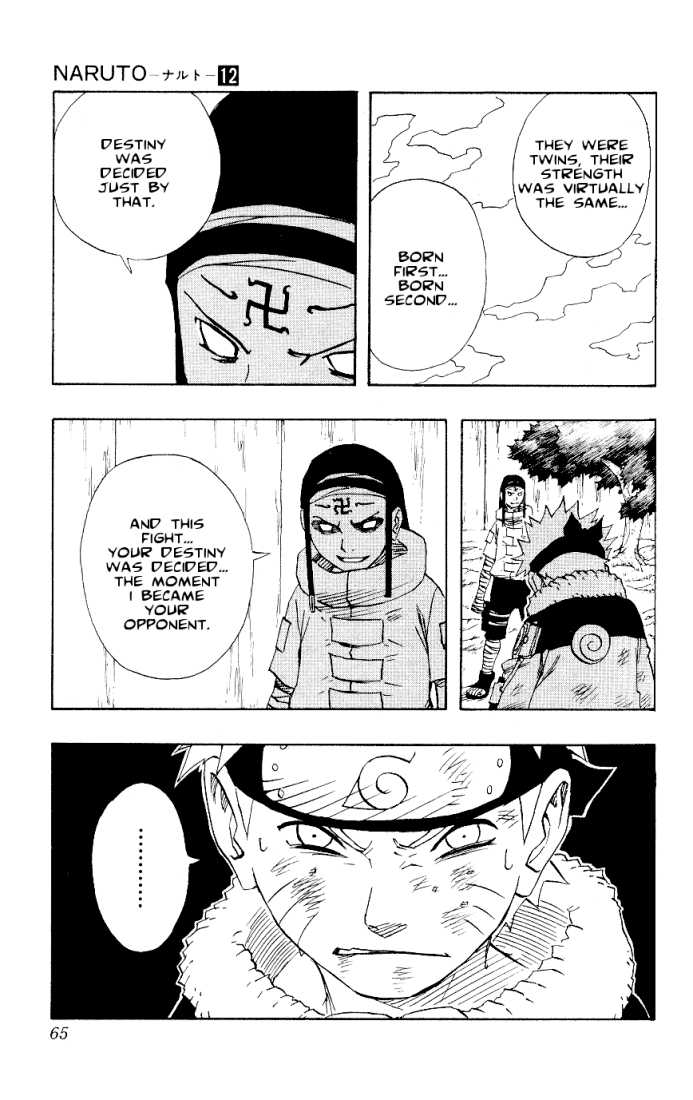 NARUTO—ナルト—12
THEY WERE
TWINS, THEIR
STRENGTH
WAS VIRTUALLY
THE SAME...
BORN
FIRST...
BORN
SECOND...
DESTINY
WAS
DECIDED
JUST BY
THAT.
AND THIS
FIGHT...
YOUR DESTINY
WAS DECIDED...
THE MOMENT
I BECAME
YOUR
OPPONENT.
..........
65